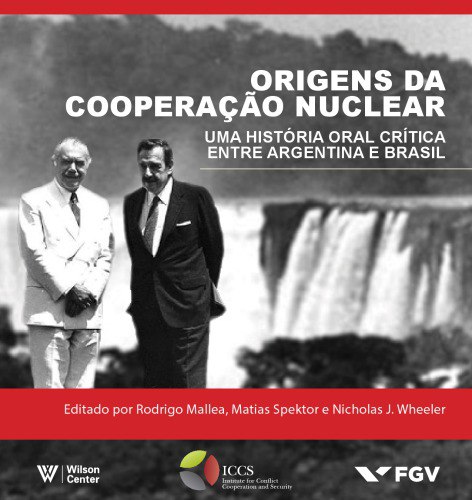 ORIGENS DA
COOPERAÇÃO NUCLEAR
UMA HISTÓRIA ORAL CRÍTICA
ENTRE ARGENTINA E BRASIL
Editado por Rodrigo Mallea, Matias Spektor e Nicholas J. Wheeler
Wilson
Center
ICCS
Institute for Conflict
Cooperation and Security
FGV